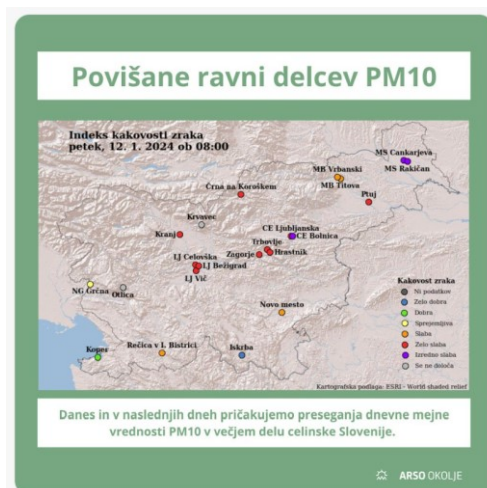 Povišane ravni delcev PM10
Indeks kakovosti zraka
petek, 12. 1. 2024 ob 08:00
MS Cankarjeva
MS Rakičan
MB Vrbanski
MB Titova
Ptuj
Črna na Koroškem
Krvavec
Kranj
CE Ljubljanska
CE Bolnica
Trbovlje
Zagorje
Hrastnik
LJ Celovška
LJ Bežigrad
LJ Vič
NG Grčna
Otlica
Novo mesto
Koper
Rečica v I. Bistrici
Iskrba
Kakovost zraka
Ni podatkov
Zelo dobra
Dobra
Sprejemljiva
Slaba
Zelo slaba
Izredno slaba
Se ne določa
Kartografska podlaga: ESRI - World shaded relief
Danes in v naslednjih dneh pričakujemo preseganja dnevne mejne
vrednosti PM10 v večjem delu celinske Slovenije.
ARSO OKOLJE